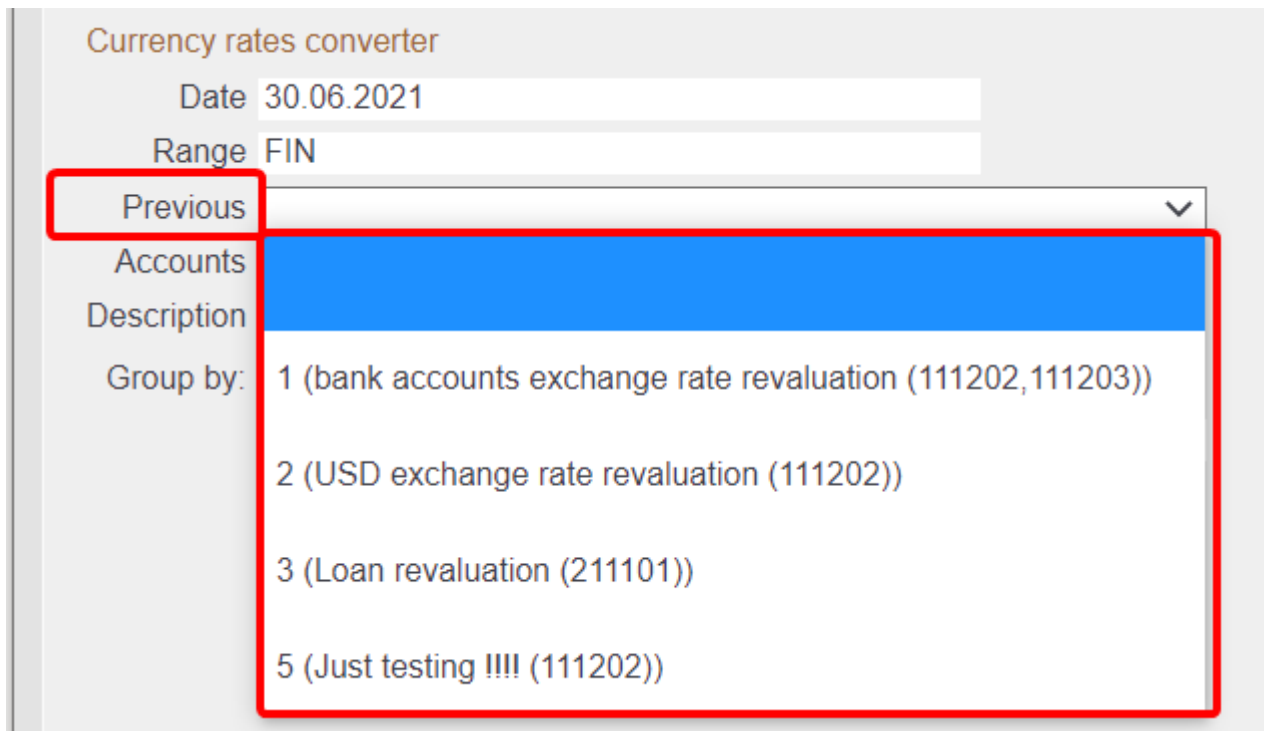 Currency rates converter
Date 30.06.2021
Range FIN
Previous
Accounts
Description
Group by: 1 (bank accounts exchange rate revaluation (111202,111203))
2 (USD exchange rate revaluation (111202))
3 (Loan revaluation (211101))
5 (Just testing !!!! (111202))